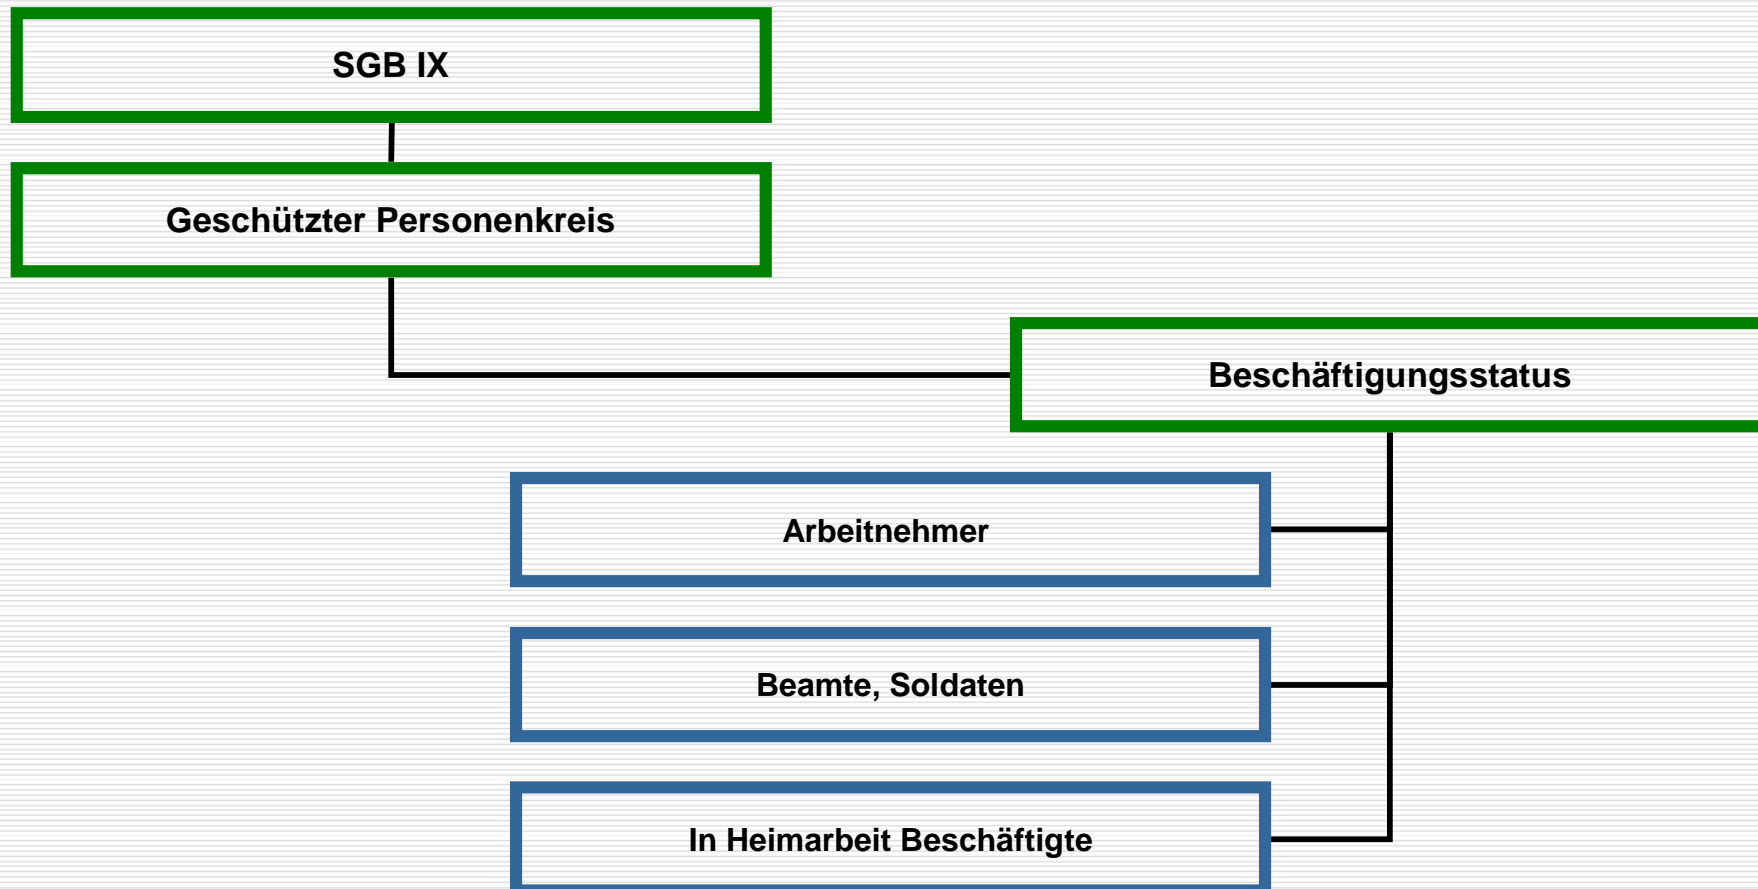 SGB IX
Geschützter Personenkreis
Beschäftigungsstatus
Arbeitnehmer
Beamte, Soldaten
In Heimarbeit Beschäftigte